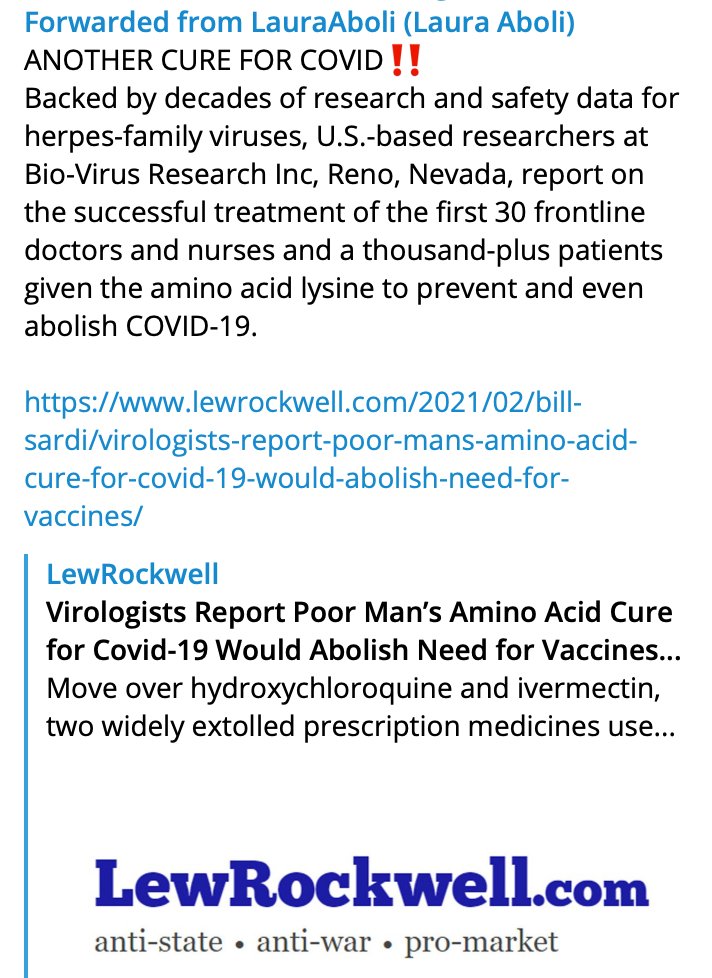 Forwarded from LauraAboli (Laura Aboli)
ANOTHER CURE FOR COVID‼️
Backed by decades of research and safety data for
herpes-family viruses, U.S.-based researchers at
Bio-Virus Research Inc, Reno, Nevada, report on
the successful treatment of the first 30 frontline
doctors and nurses and a thousand-plus patients
given the amino acid lysine to prevent and even
abolish COVID-19.
https://www.lewrockwell.com/2021/02/bill-
sardi/virologists-report-poor-mans-amino-acid-
cure-for-covid-19-would-abolish-need-for-
vaccines/
LewRockwell
Virologists Report Poor Man’s Amino Acid Cure
for Covid-19 Would Abolish Need for Vaccines...
Move over hydroxychloroquine and ivermectin,
two widely extolled prescription medicines use...
LewRockwell.com
anti-state • anti-war • pro-market